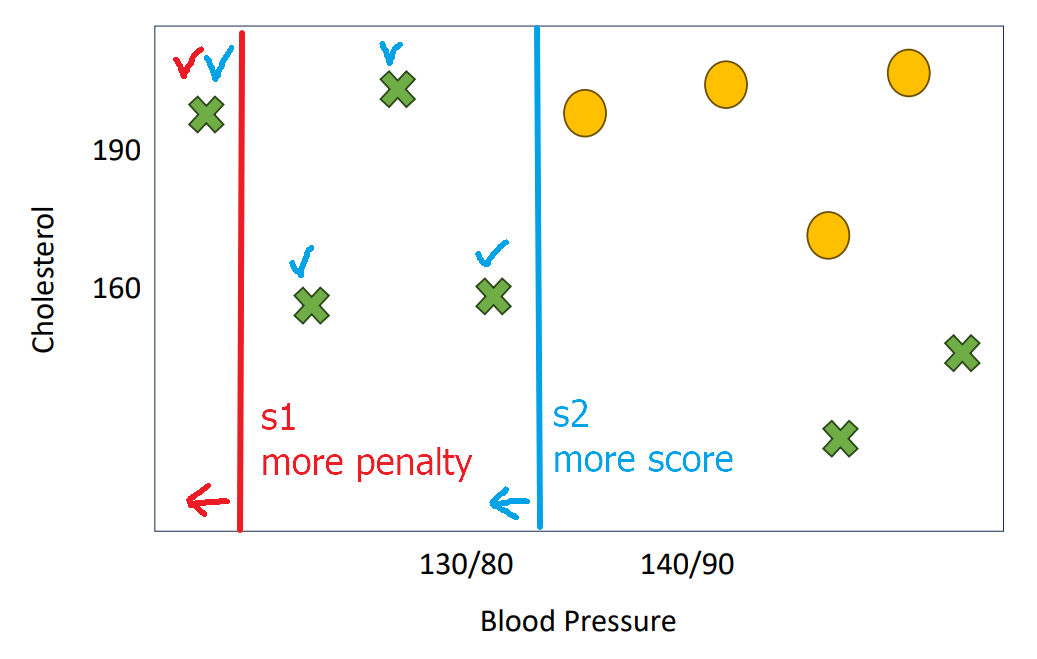 190
Cholesterol
160
s1
more penalty
s2
more score
130/80
140/90
Blood Pressure